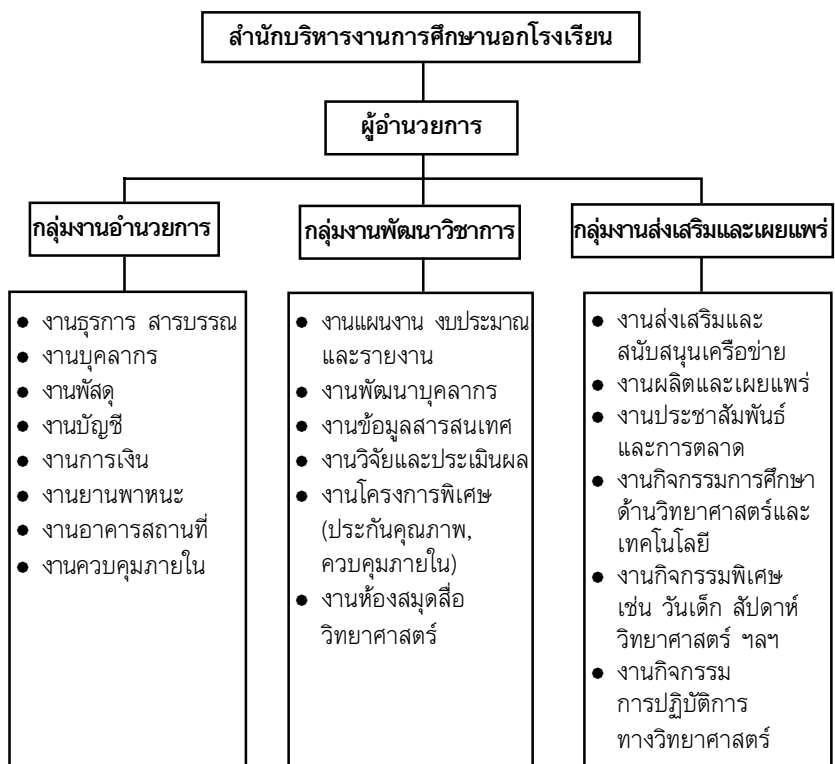 สำนักบริหารงานการศึกษานอกโรงเรียน
ผู้อำนวยการ
กลุ่มงานอำนวยการ
● งานธุรการ สารบรรณ
● งานบุคลากร
● งานพัสดุ
● งานบัญชี
● งานการเงิน
● งานยานพาหนะ
● งานอาคารสถานที่
● งานควบคุมภายใน
กลุ่มงานพัฒนาวิชาการ
● งานแผนงาน งบประมาณ
และรายงาน
● งานพัฒนาบุคลากร
● งานข้อมูลสารสนเทศ
● งานวิจัยและประเมินผล
● งานโครงการพิเศษ
(ประกันคุณภาพ,
ควบคุมภายใน)
● งานห้องสมุดสื่อ
วิทยาศาสตร์
กลุ่มงานส่งเสริมและเผยแพร่
● งานส่งเสริมและ
สนับสนุนเครือข่าย
● งานผลิตและเผยแพร่
● งานประชาสัมพันธ์
และการตลาด
● งานกิจกรรมการศึกษา
ด้านวิทยาศาสตร์และ
เทคโนโลยี
● งานกิจกรรมพิเศษ
เช่น วันเด็ก สัปดาห์
วิทยาศาสตร์ ฯลฯ
● งานกิจกรรม
การปฏิบัติการ
ทางวิทยาศาสตร์